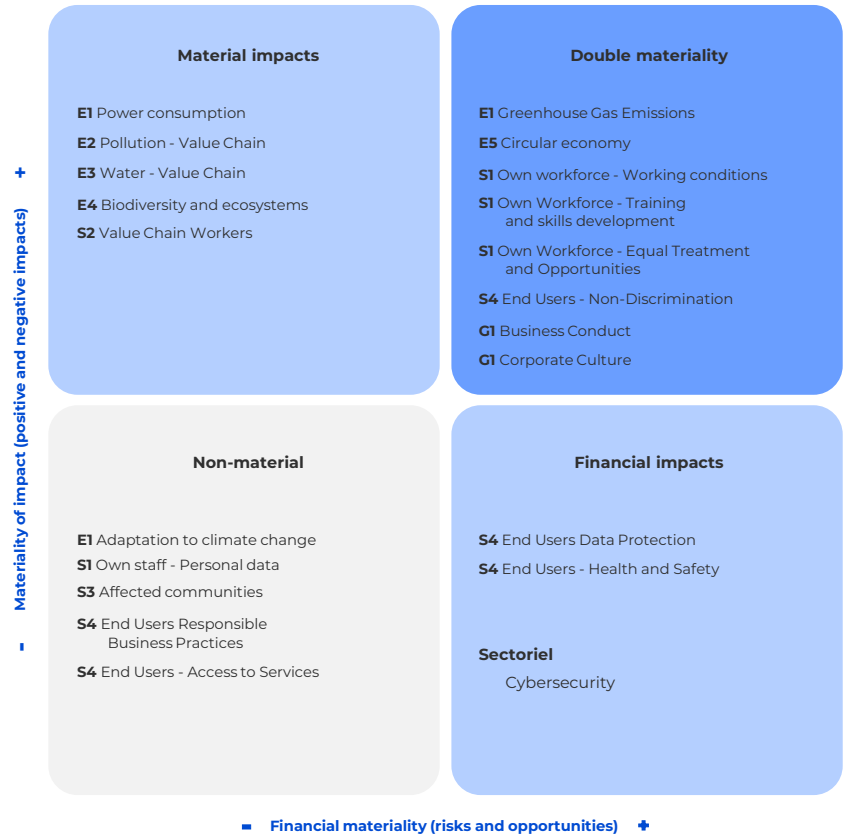 Material impacts
E1 Power consumption
E2 Pollution - Value Chain
E3 Water - Value Chain
E4 Biodiversity and ecosystems
S2 Value Chain Workers
Double materiality
E1 Greenhouse Gas Emissions
E5 Circular economy
S1 Own workforce - Working conditions
S1 Own Workforce - Training
and skills development
S1 Own Workforce - Equal Treatment
and Opportunities
S4 End Users - Non-Discrimination
G1 Business Conduct
G1 Corporate Culture
Non-material
E1 Adaptation to climate change
S1 Own staff - Personal data
S3 Affected communities
S4 End Users Responsible
Business Practices
S4 End Users - Access to Services
Financial impacts
S4 End Users Data Protection
S4 End Users - Health and Safety
Sectoriel
Cybersecurity
- Materiality of impact (positive and negative impacts) +
- Financial materiality (risks and opportunities) +